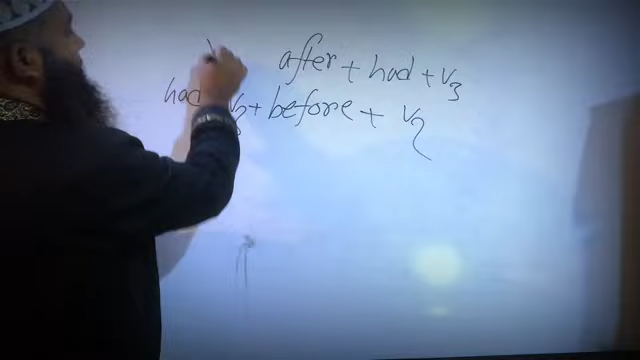 after + had + v3
had v3 + before + v2